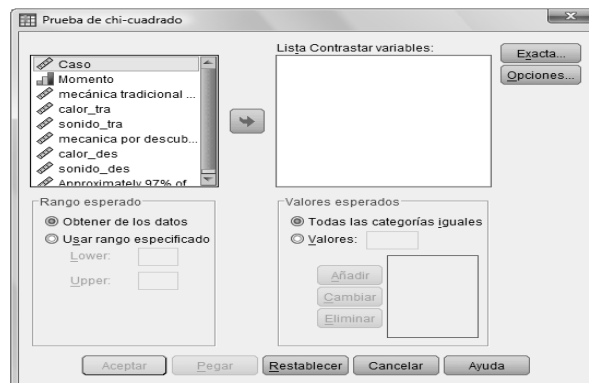 Prueba de chi-cuadrado
Lista Contrastar variables:
Caso
Momento
mecánica tradicional ...
calor_tra
sonido_tra
mecanica por descub...
calor_des
sonido_des
Approximately 97% of
Exacta...
Opciones...
Rango esperado
Obtener de los datos
Usar rango especificado
Lower:
Upper:
Valores esperados
Todas las categorías iguales
Valores:
Añadir
Cambiar
Eliminar
Aceptar
Pegar
Restablecer
Cancelar
Ayuda